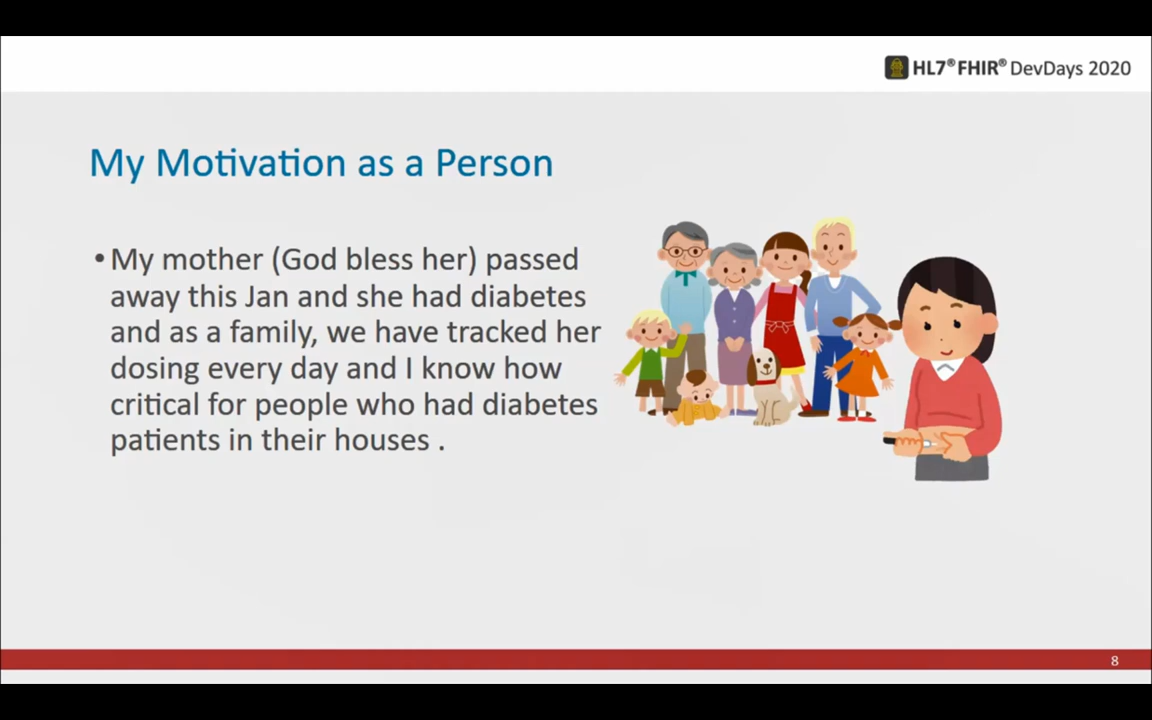 HL7® FHIR® DevDays 2020
My Motivation as a Person
• My mother (God bless her) passed
away this Jan and she had diabetes
and as a family, we have tracked her
dosing every day and I know how
critical for people who had diabetes
patients in their houses .
8